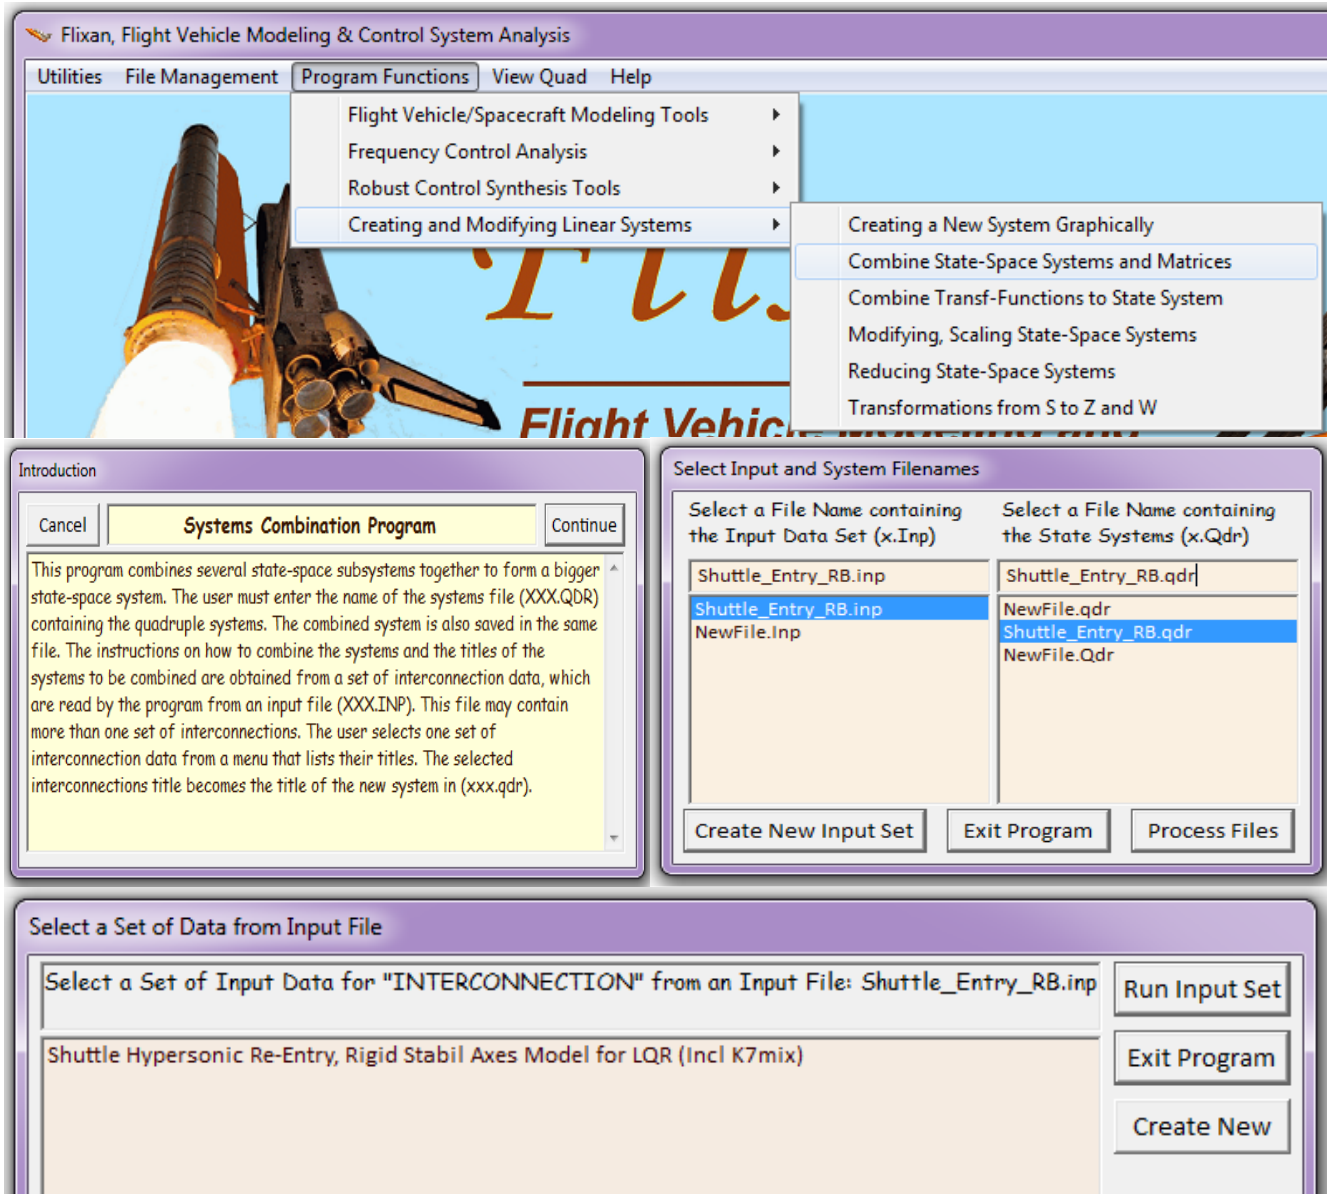 Flixan, Flight Vehicle Modeling & Control System Analysis
Utilities File Management Program Functions View Quad Help
Flight Vehicle/Spacecraft Modeling Tools
Frequency Control Analysis
Robust Control Synthesis Tools
Creating and Modifying Linear Systems
Creating a New System Graphically
Combine State-Space Systems and Matrices
Combine Transf-Functions to State System
Modifying, Scaling State-Space Systems
Reducing State-Space Systems
Transformations from S to Z and W
Flight Vehicle Modeling and
Introduction
Cancel
Systems Combination Program
Continue
This program combines several state-space subsystems together to form a bigger
state-space system. The user must enter the name of the systems file (XXX.QDR)
containing the quadruple systems. The combined system is also saved in the same
file. The instructions on how to combine the systems and the titles of the
systems to be combined are obtained from a set of interconnection data, which
are read by the program from an input file (XXX.INP). This file may contain
more than one set of interconnections. The user selects one set of
interconnection data from a menu that lists their titles. The selected
interconnections title becomes the title of the new system in (xxx.qdr).
Select Input and System Filenames
Select a File Name containing
the Input Data Set (x.Inp)
Shuttle_Entry_RB.inp
Shuttle_Entry_RB.inp
NewFile.Inp
Select a File Name containing
the State Systems (x.Qdr)
Shuttle_Entry_RB.qdr
NewFile.qdr
Shuttle_Entry_RB.qdr
NewFile.Qdr
Create New Input Set
Exit Program
Process Files
Select a Set of Data from Input File
Select a Set of Input Data for "INTERCONNECTION" from an Input File: Shuttle_Entry_RB.inp
Run Input Set
Shuttle Hypersonic Re-Entry, Rigid Stabil Axes Model for LQR (Incl K7mix)
Exit Program
Create New